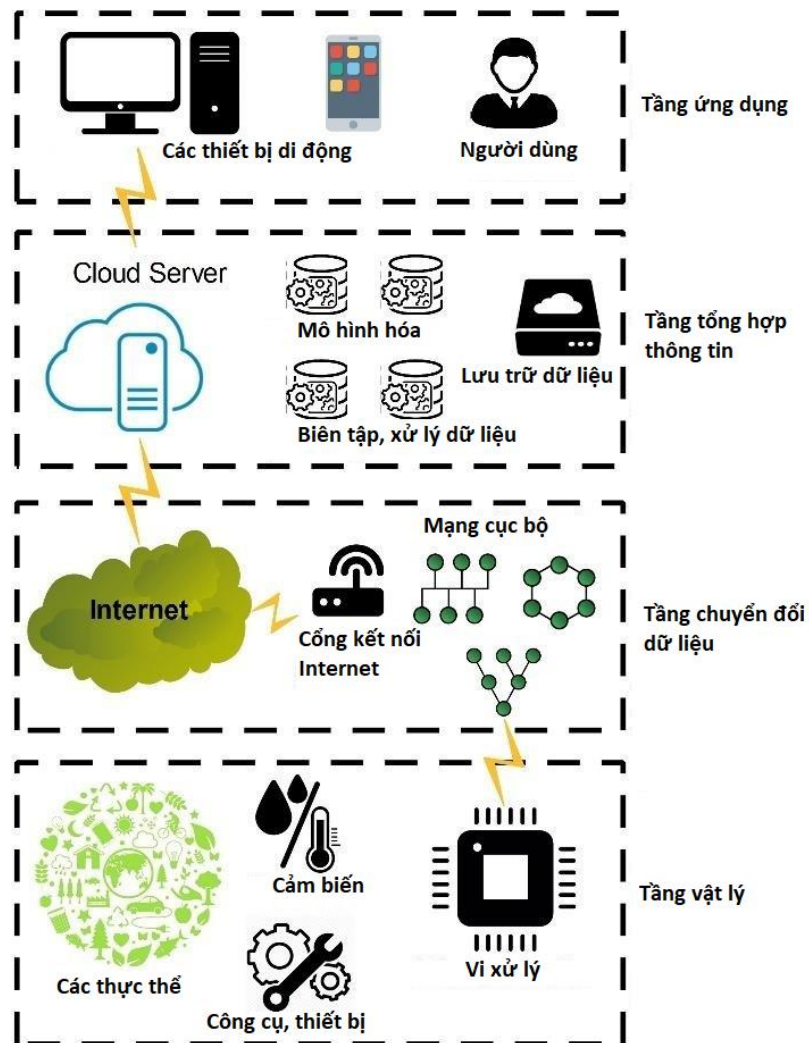 Các thiết bị di động
Người dùng
Tầng ứng dụng
Cloud Server
Mô hình hóa
Lưu trữ dữ liệu
Biên tập, xử lý dữ liệu
Tầng tổng hợp
thông tin
Mạng cục bộ
Internet
Cổng kết nối
Internet
Tầng chuyển đổi
dữ liệu
Cảm biến
Các thực thể
Công cụ, thiết bị
Vi xử lý
Tầng vật lý